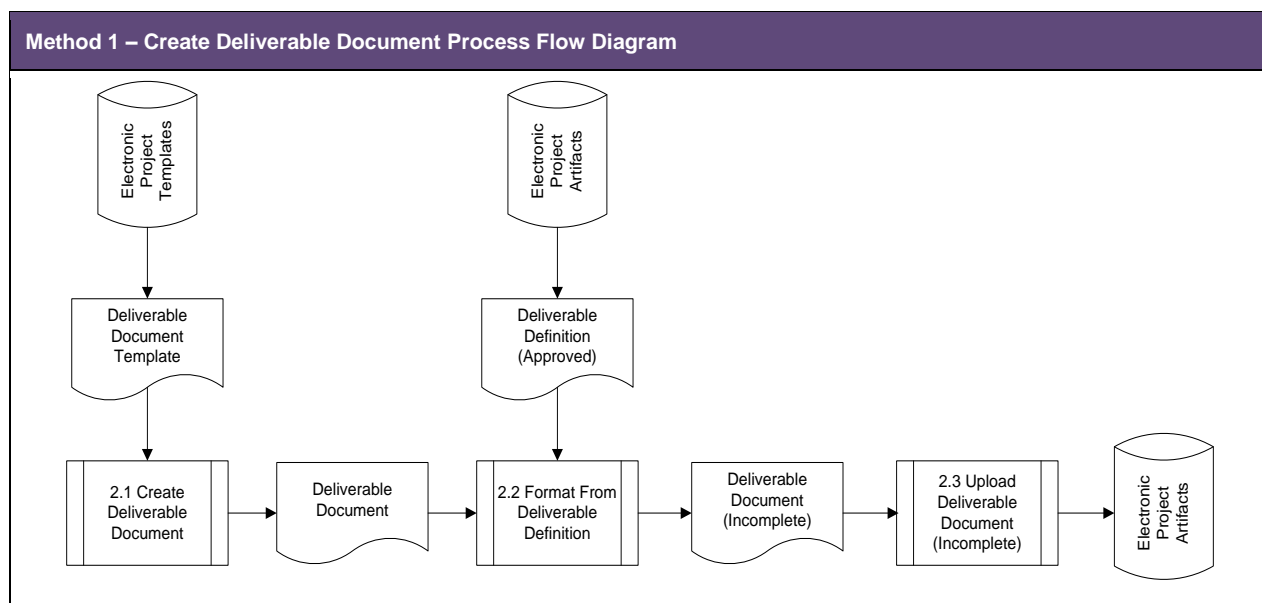 Method 1 – Create Deliverable Document Process Flow Diagram
Electronic
Project
Templates
Electronic
Project
Artifacts
Deliverable
Document
Template
Deliverable
Definition
(Approved)
2.1 Create
Deliverable
Document
Deliverable
Document
2.2 Format From
Deliverable
Definition
Deliverable
Document
(Incomplete)
2.3 Upload
Deliverable
Document
(Incomplete)
Electronic
Project
Artifacts